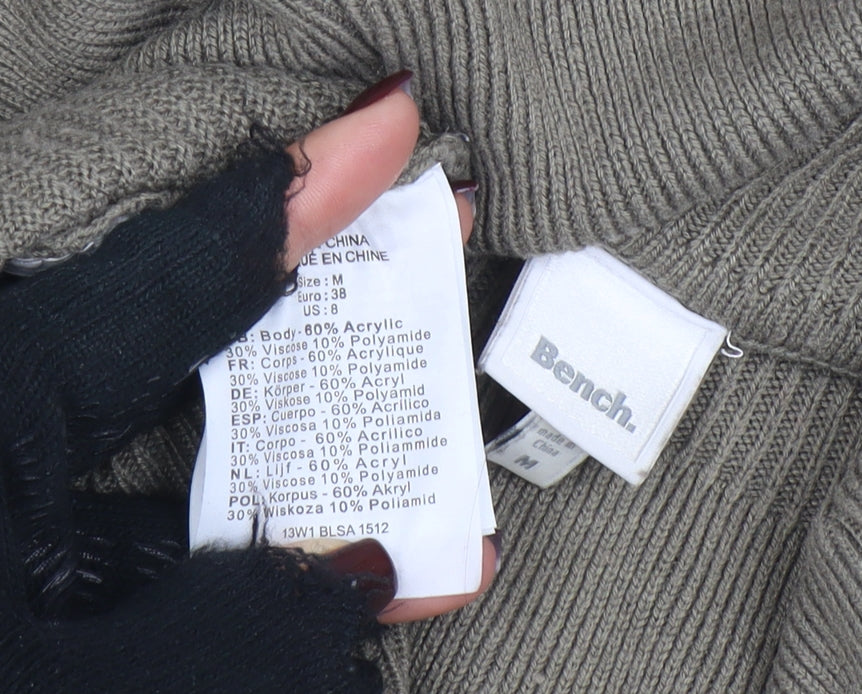 CHINA
EN CHINE
Size : M
Euro : 38
US : 8
Body-60% Acrylic
30% Viscose 10% Polyamide
FR: Corps - 60% Acrylique
30% Viscose 10% Polyamide
DE: Körper - 60% Acryl
30% Viskose 10% Polyamid
ESP: Cuerpo - 60% Acrilico
30% Viscosa 10% Poliamida
IT: Corpo - 60% Acrilico
30% Viscosa 10% Poliammide
NL: Lijf - 60% Acryl
30% Viscose 10% Polyamide
POL: Korpus - 60% Akryl
30% Wiskoza 10% Poliamid
13W1 BLSA 1512
Bench.
made in
China
M